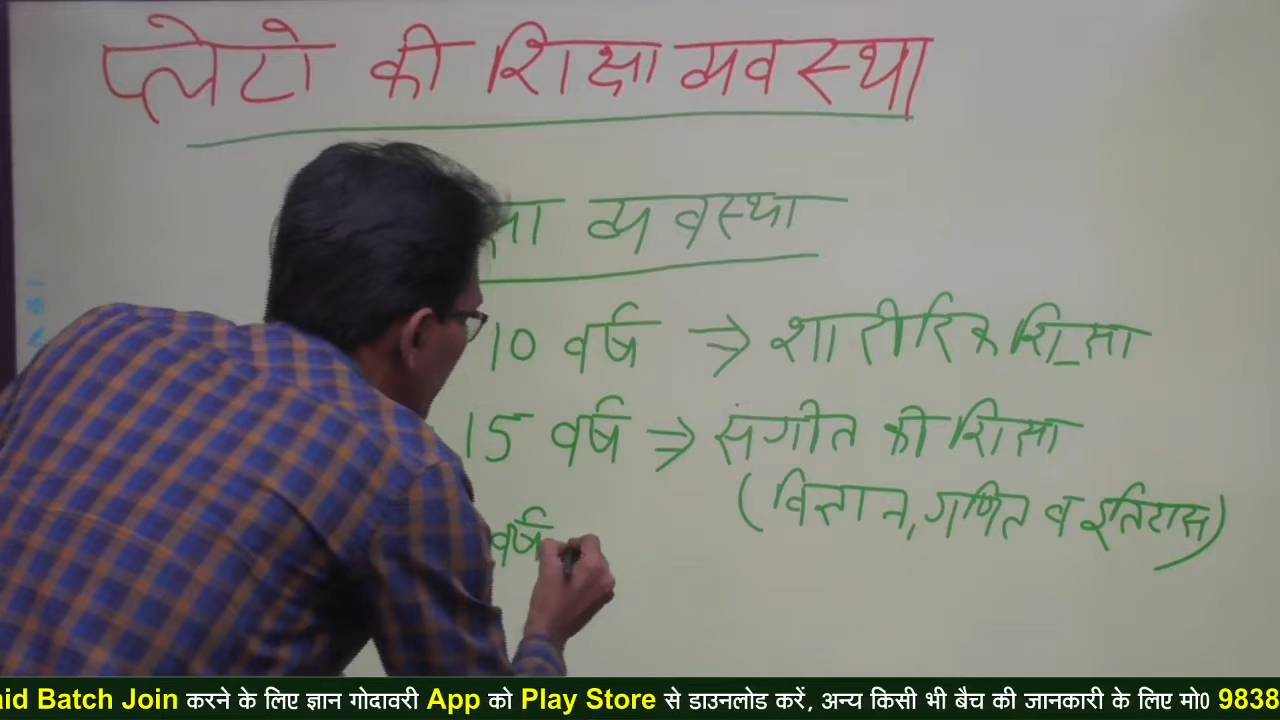 प्लेटो की शिक्षा व्यवस्था
व्यवस्था
10 वर्ष ⇒ शारीरिक शिक्षा
15 वर्ष ⇒ संगीत की शिक्षा
(विज्ञान, गणित व इतिहास)
वर्ष
aid Batch Join करने के लिए ज्ञान गोदावरी App को Play Store से डाउनलोड करें, अन्य किसी भी बैच की जानकारी के लिए मो0 9838